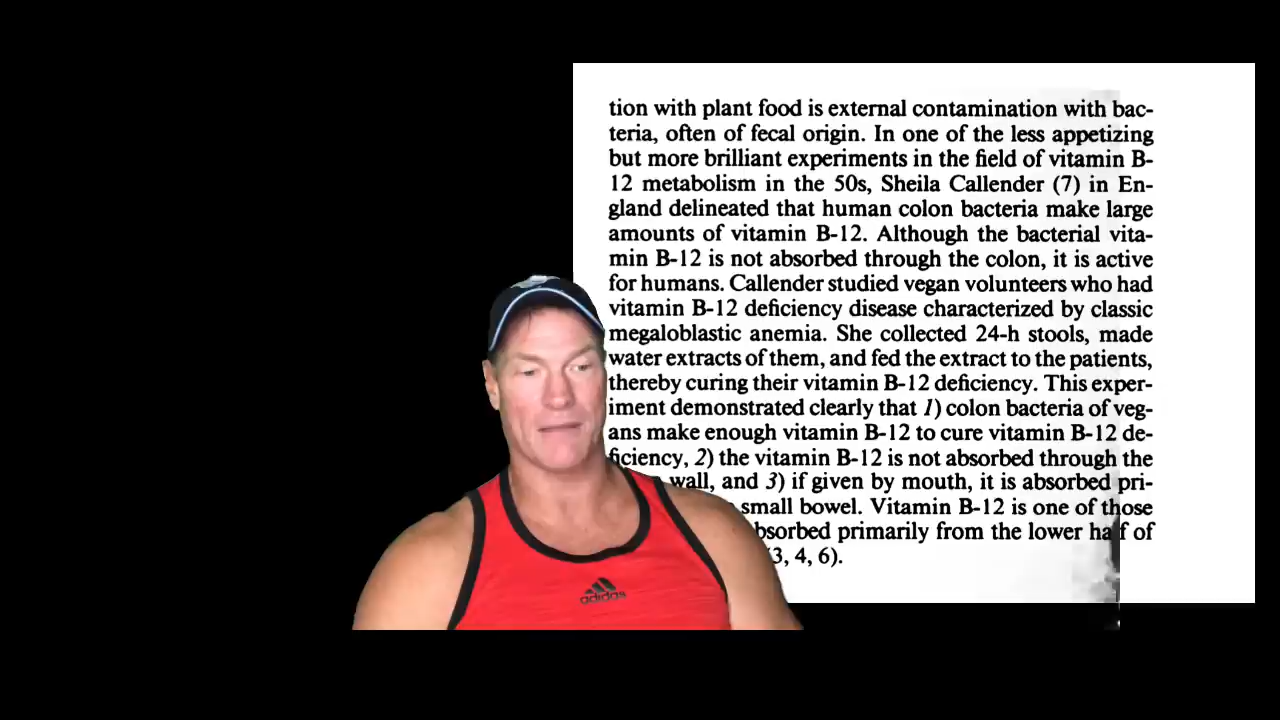 tion with plant food is external contamination with bac-
teria, often of fecal origin. In one of the less appetizing
but more brilliant experiments in the field of vitamin B-
12 metabolism in the 50s, Sheila Callender (7) in En-
gland delineated that human colon bacteria make large
amounts of vitamin B-12. Although the bacterial vita-
min B-12 is not absorbed through the colon, it is active
for humans. Callender studied vegan volunteers who had
vitamin B-12 deficiency disease characterized by classic
megaloblastic anemia. She collected 24-h stools, made
water extracts of them, and fed the extract to the patients,
thereby curing their vitamin B-12 deficiency. This exper-
iment demonstrated clearly that 1) colon bacteria of veg-
ans make enough vitamin B-12 to cure vitamin B-12 de-
ficiency, 2) the vitamin B-12 is not absorbed through the
wall, and 3) if given by mouth, it is absorbed pri-
small bowel. Vitamin B-12 is one of those
absorbed primarily from the lower half of
3, 4, 6).
adidas